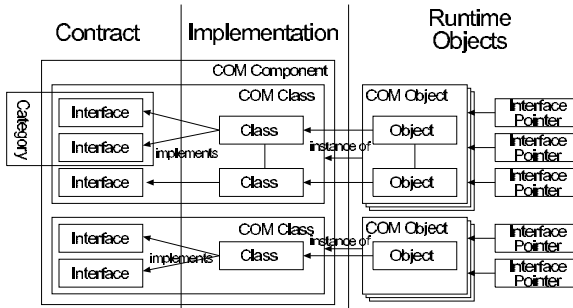 Contract
Implementation
Runtime
Objects
COM Component
COM Class
COM Object
Category
Interface
Interface
Interface
implements
Class
Class
instance of
Object
Object
Interface
Pointer
Interface
Pointer
Interface
Pointer
COM Class
COM Object
Interface
Interface
implements
Class
instance of
Object
Interface
Pointer
Interface
Pointer